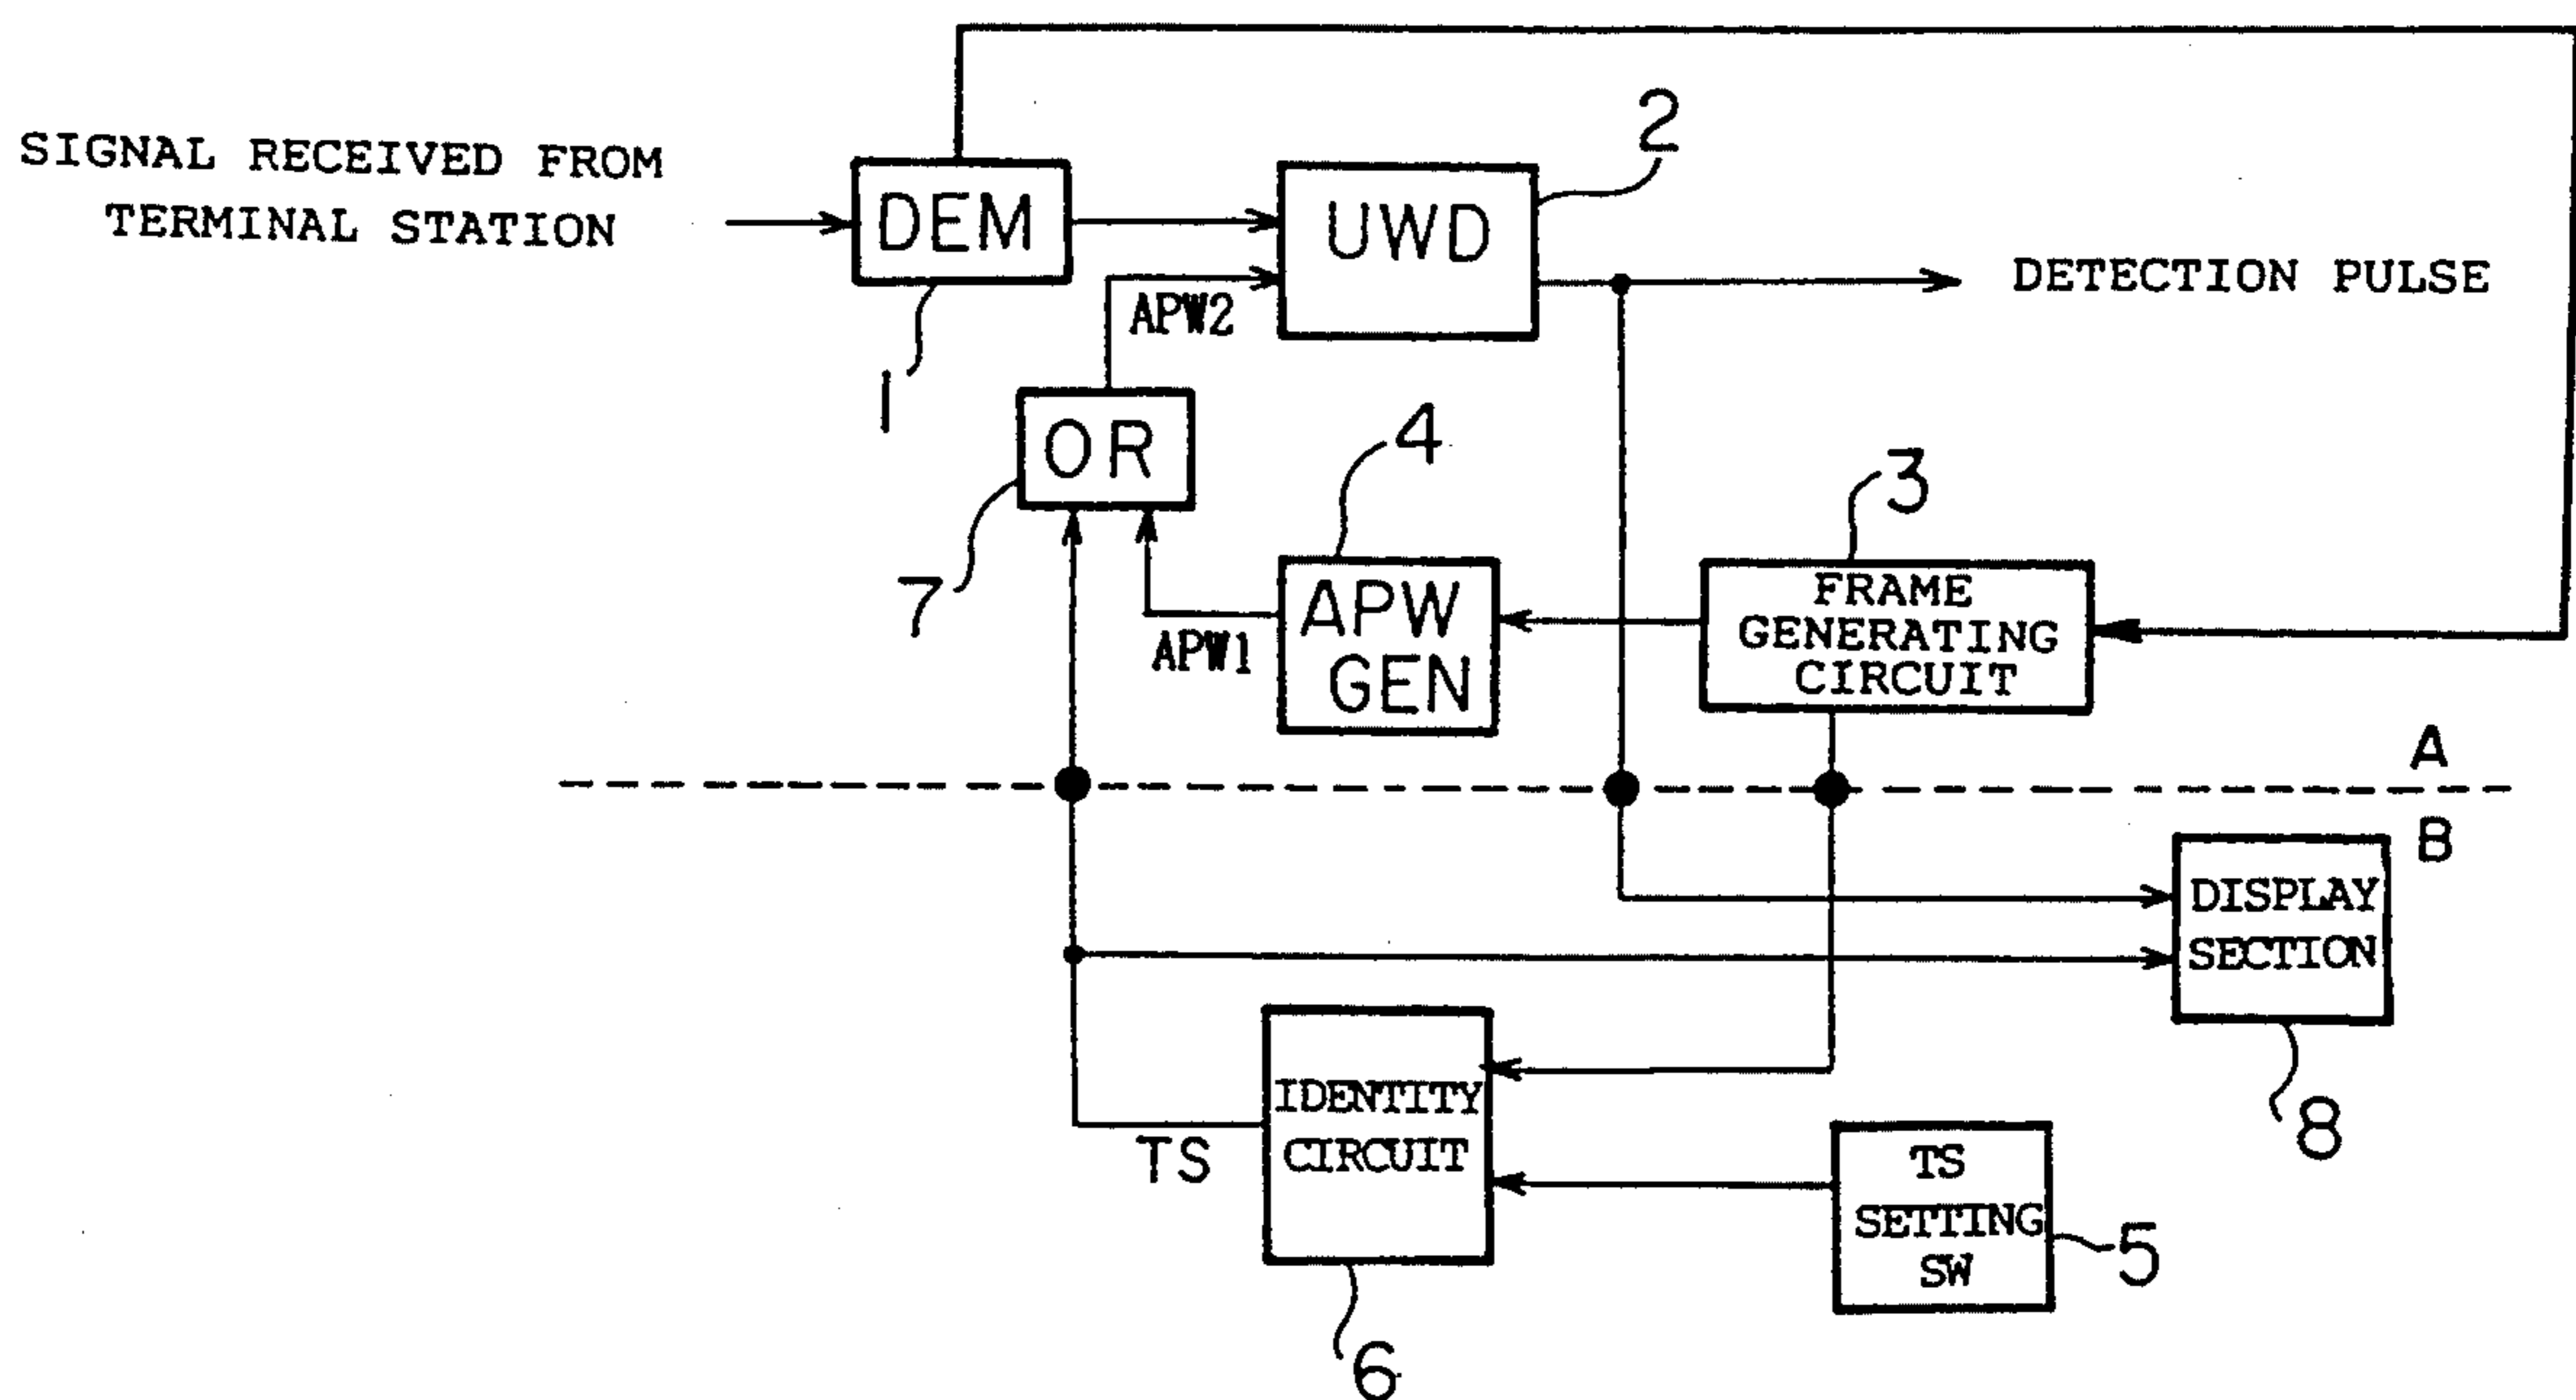 SIGNAL RECEIVED FROM
TERMINAL STATION
DEM
1
UWD
2
DETECTION PULSE
APW2
OR
7
APW1
APW
GEN
4
FRAME
GENERATING
CIRCUIT
3
A
B
DISPLAY
SECTION
8
IDENTITY
CIRCUIT
6
TS
TS
SETTING
SW
5